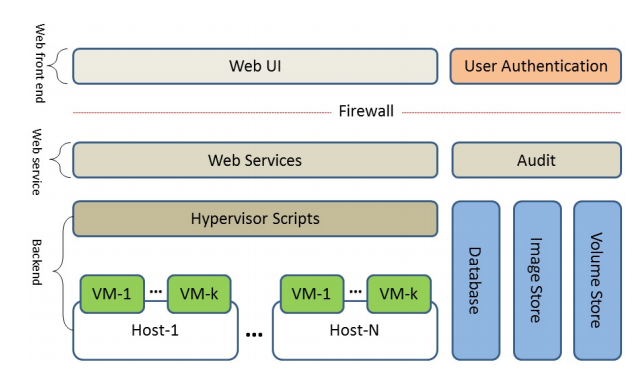 Web front end
Web UI
User Authentication
Firewall
Web service
Web Services
Audit
Backend
Hypervisor Scripts
VM-1 ... VM-k
Host-1
...
VM-1 ... VM-k
Host-N
Database
Image Store
Volume Store